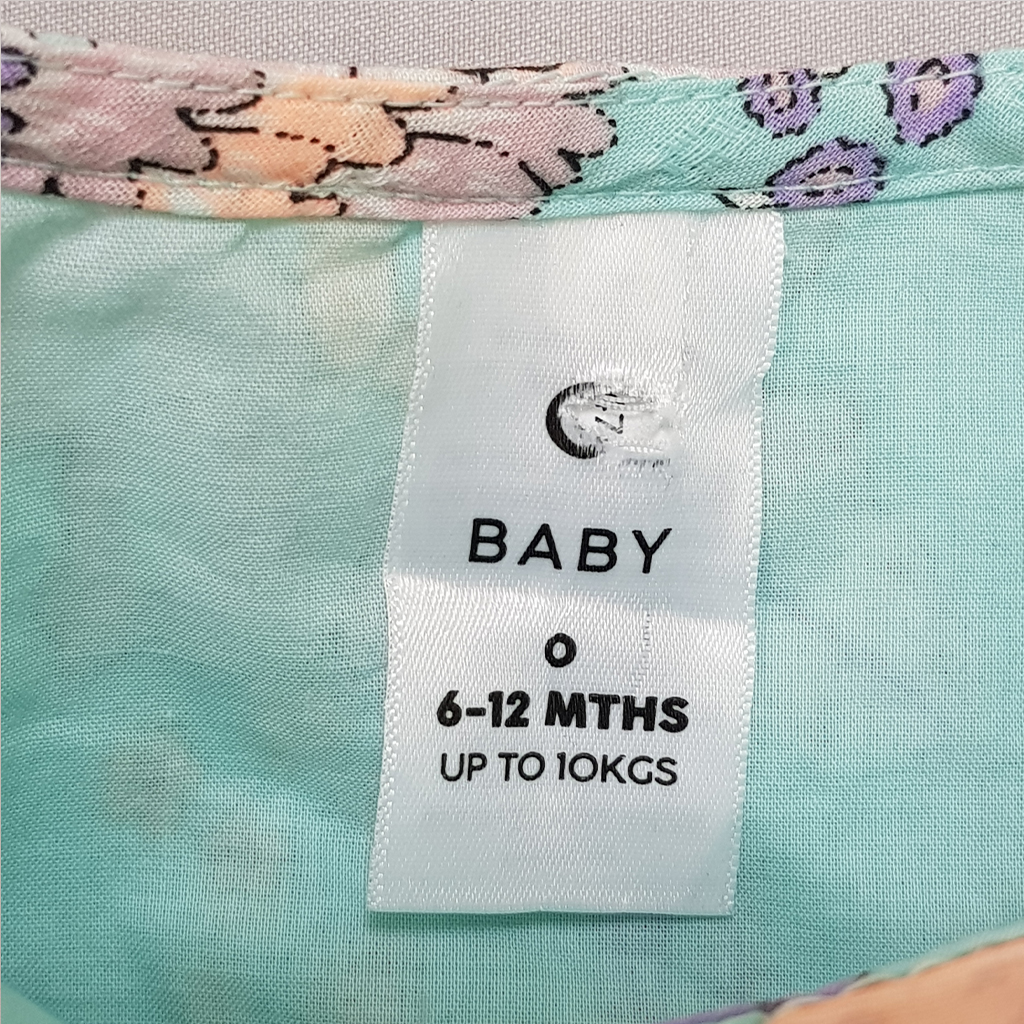 BABY
0
6-12 MTHS
UP TO 10KGS